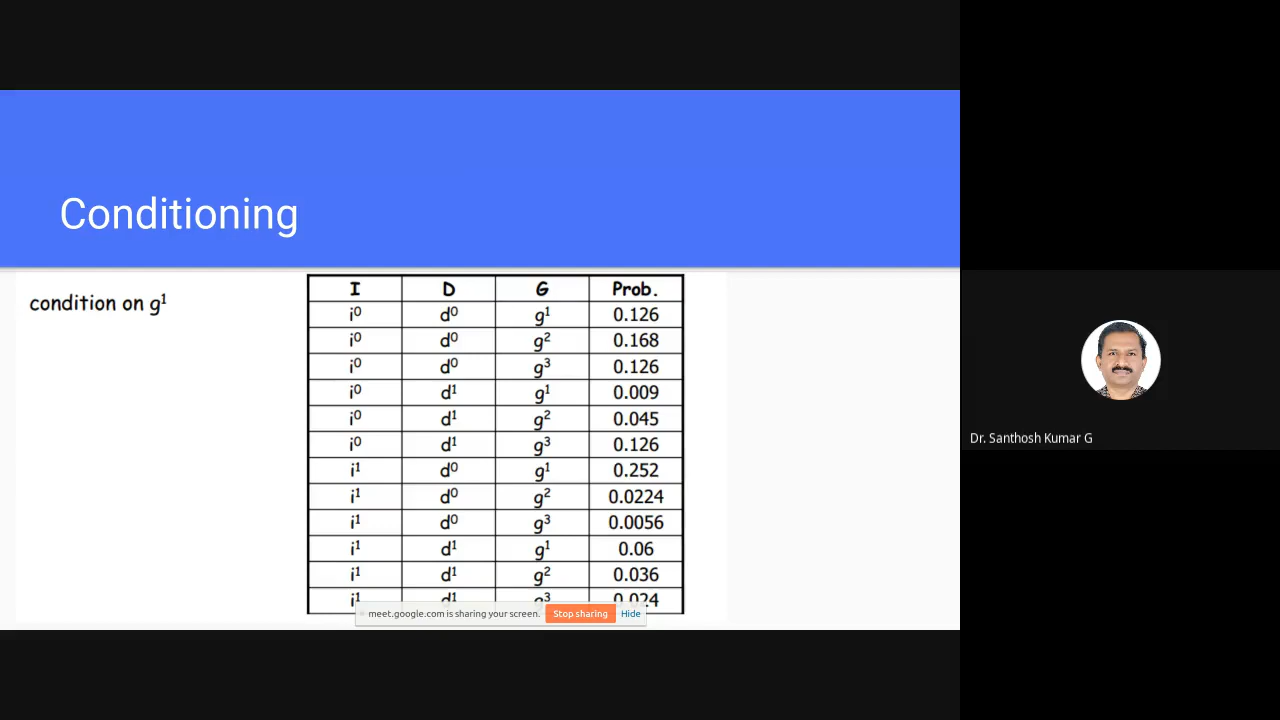 Conditioning
condition on g¹
I D G Prob.
i⁰ d⁰ g¹ 0.126
i⁰ d⁰ g² 0.168
i⁰ d⁰ g³ 0.126
i⁰ d¹ g¹ 0.009
i⁰ d¹ g² 0.045
i⁰ d¹ g³ 0.126
i¹ d⁰ g¹ 0.252
i¹ d⁰ g² 0.0224
i¹ d⁰ g³ 0.0056
i¹ d¹ g¹ 0.06
i¹ d¹ g² 0.036
i¹ d¹ g³ 0.024
meet.google.com is sharing your screen. Stop sharing Hide
Dr. Santhosh Kumar G